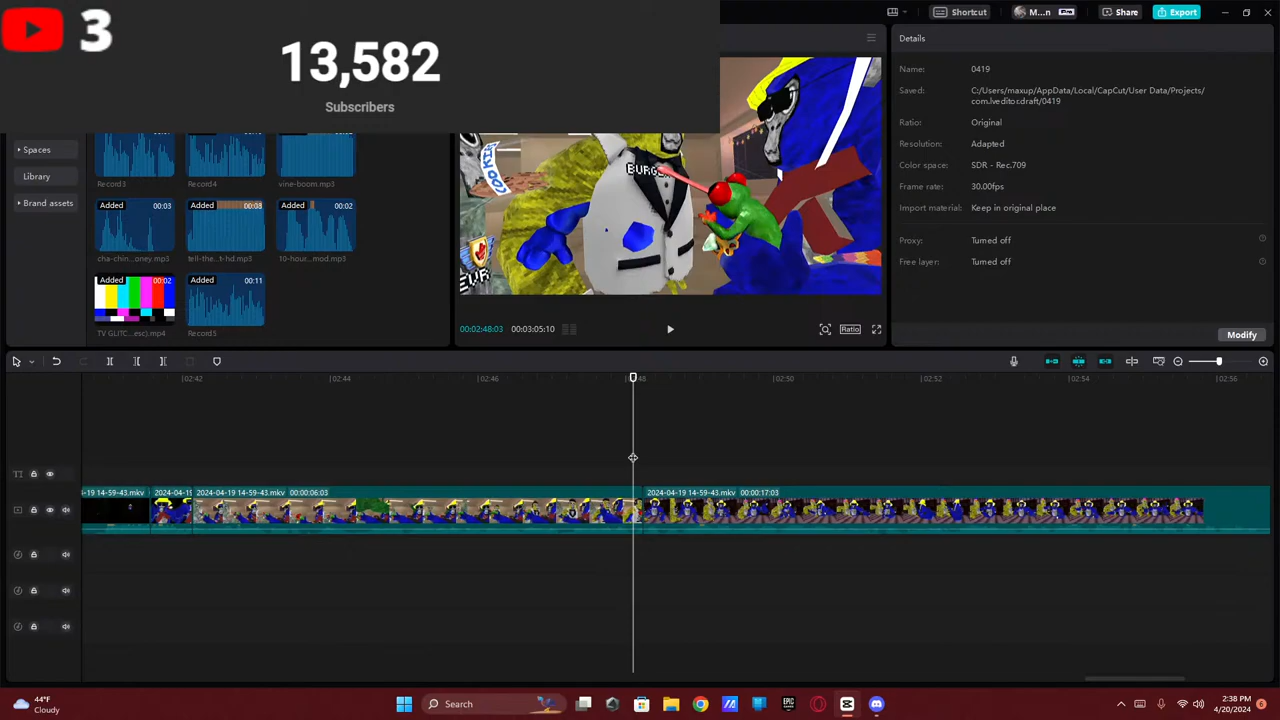 3
13,582
Subscribers
Shortcut
M...n
Pro
Share
Export
Details
Name: 0419
Saved: C:/Users/maxup/AppData/Local/CapCut/User Data/Projects/
com.lveditor.draft/0419
Ratio: Original
Resolution: Adapted
Color space: SDR - Rec.709
Frame rate: 30.00fps
Import material: Keep in original place
Proxy: Turned off
Free layer: Turned off
Modify
Spaces
Library
Brand assets
Record3
Record4
vine-boom.mp3
Added 00:03
Added 00:08
Added 00:02
cha-chin...oney.mp3
tell-the...t-hd.mp3
10-hour...mod.mp3
Added 00:02
Added 00:11
TV GLITC...esc).mp4
Record5
00:02:48:03
00:03:05:10
Ratio
02:42
02:44
02:46
02:50
02:52
02:54
02:56
-19 14-59-43.mkv
2024-04-19
2024-04-19 14-59-43.mkv 00:00:06:03
2024-04-19 14-59-43.mkv 00:00:17:03
44°F
Cloudy
Search
EPIC
2:38 PM
4/20/2024